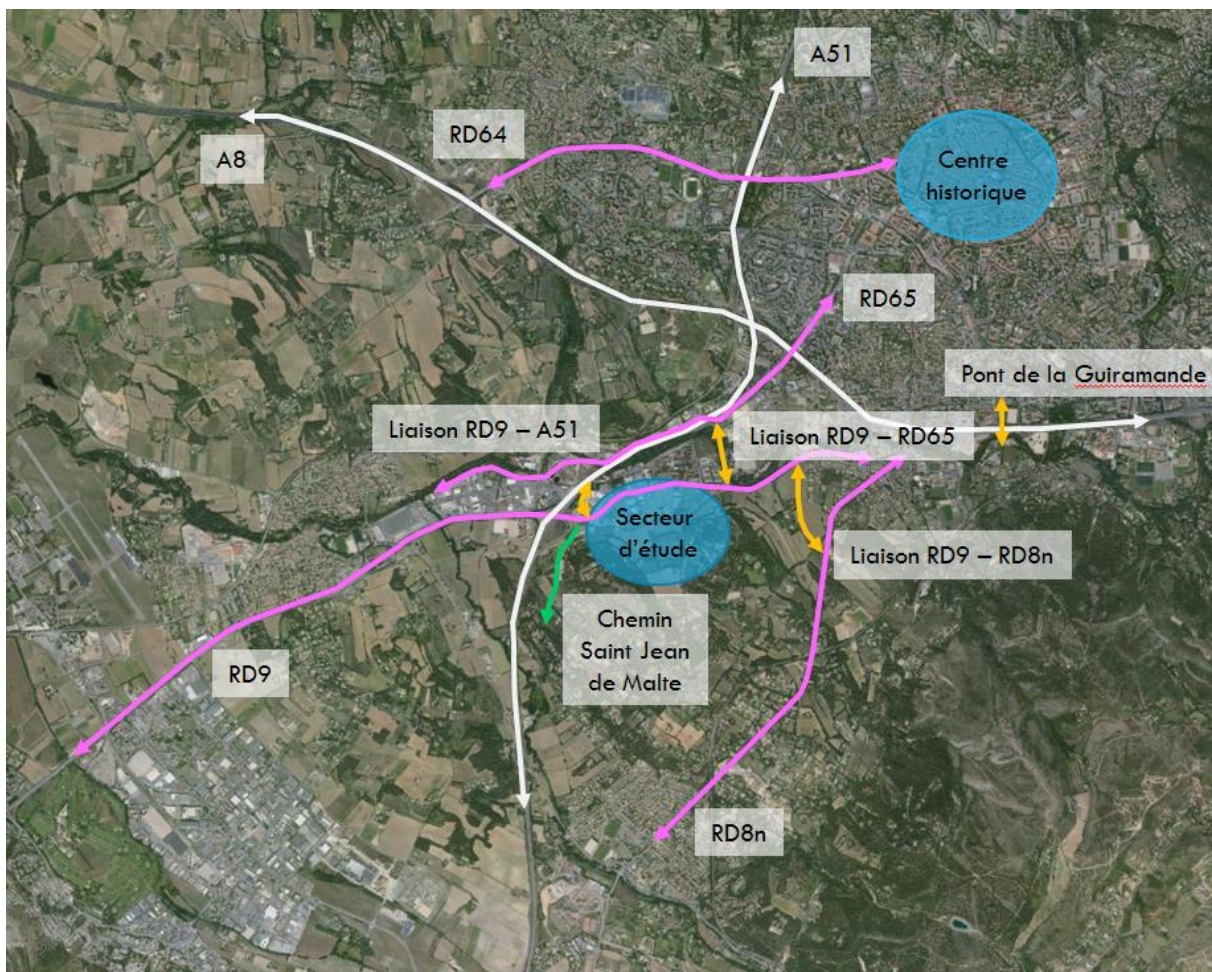 A51
RD64
A8
Centre
historique
RD65
Pont de la Guiramande
Liaison RD9 – A51
Liaison RD9 – RD65
Secteur
d'étude
Liaison RD9 – RD8n
Chemin
Saint Jean
de Malte
RD9
RD8n